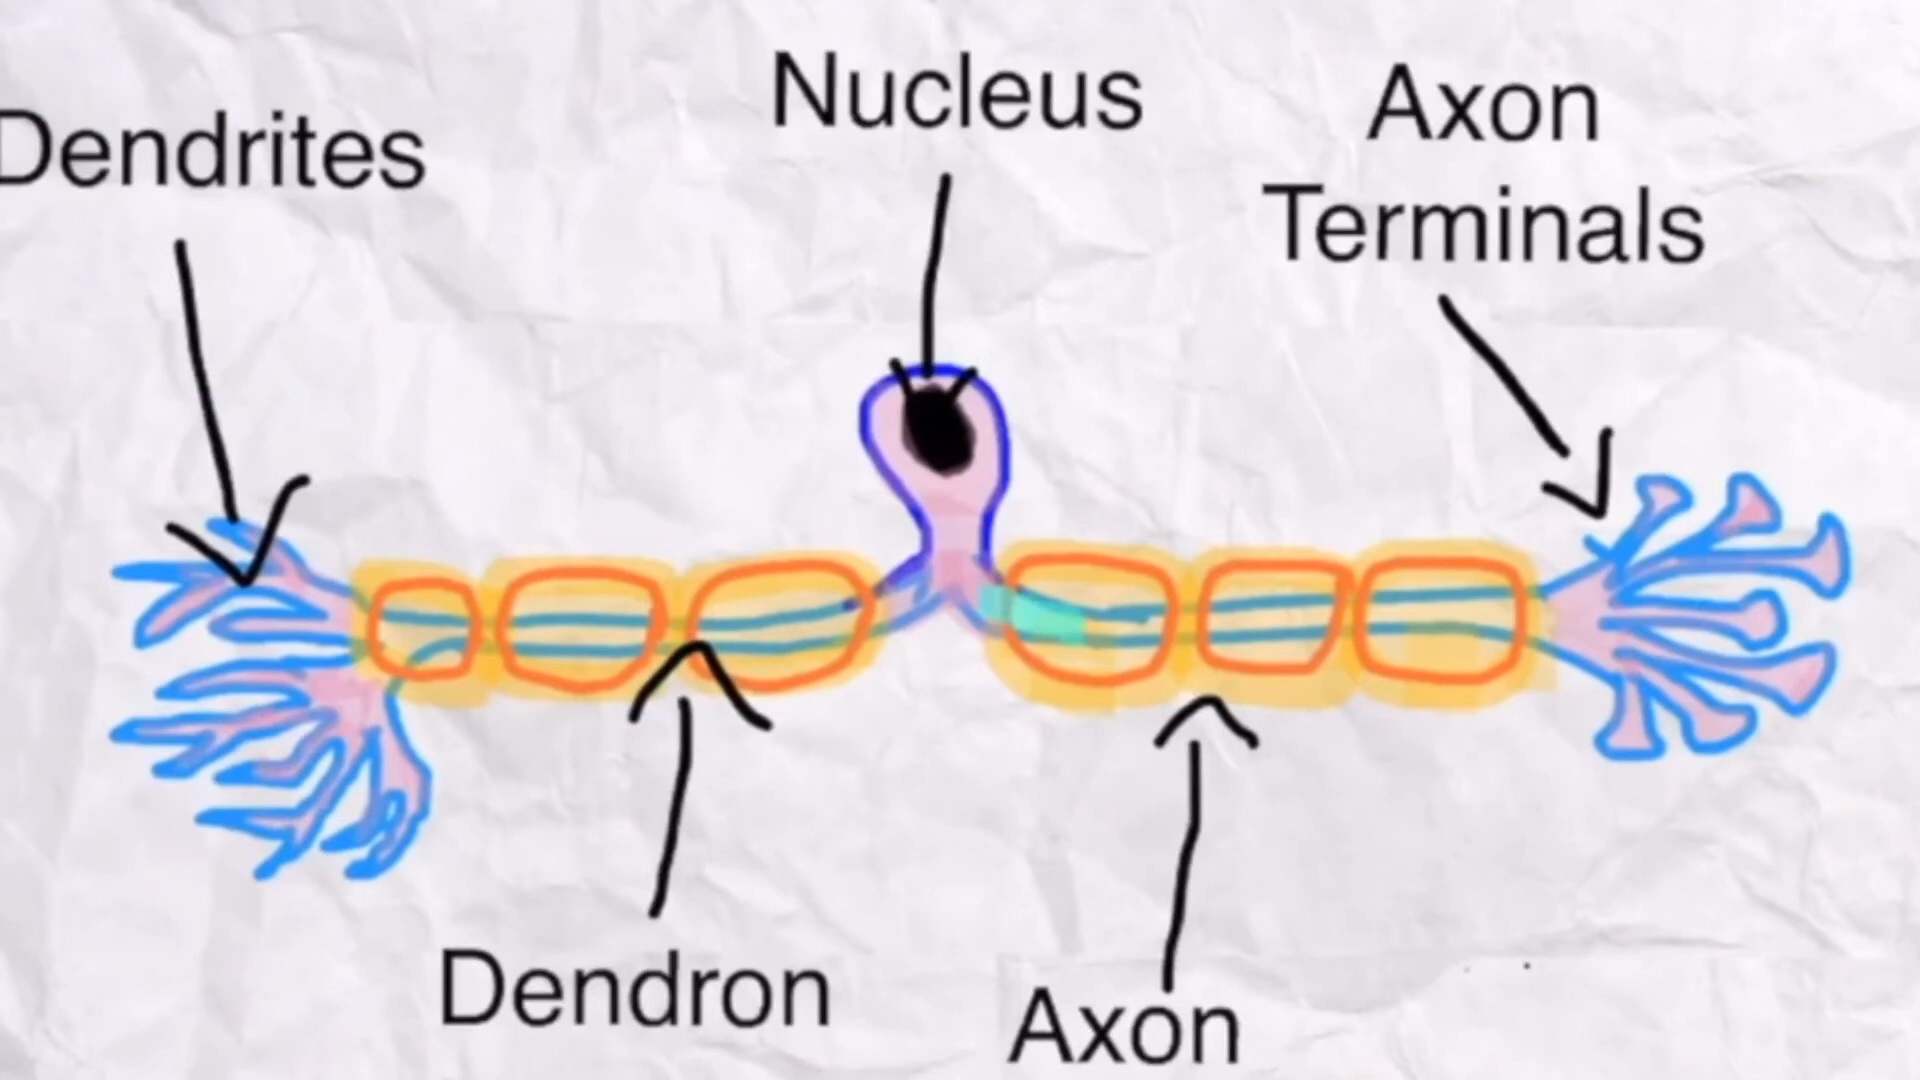 Nucleus
Axon
Terminals
Dendrites
Dendron
Axon